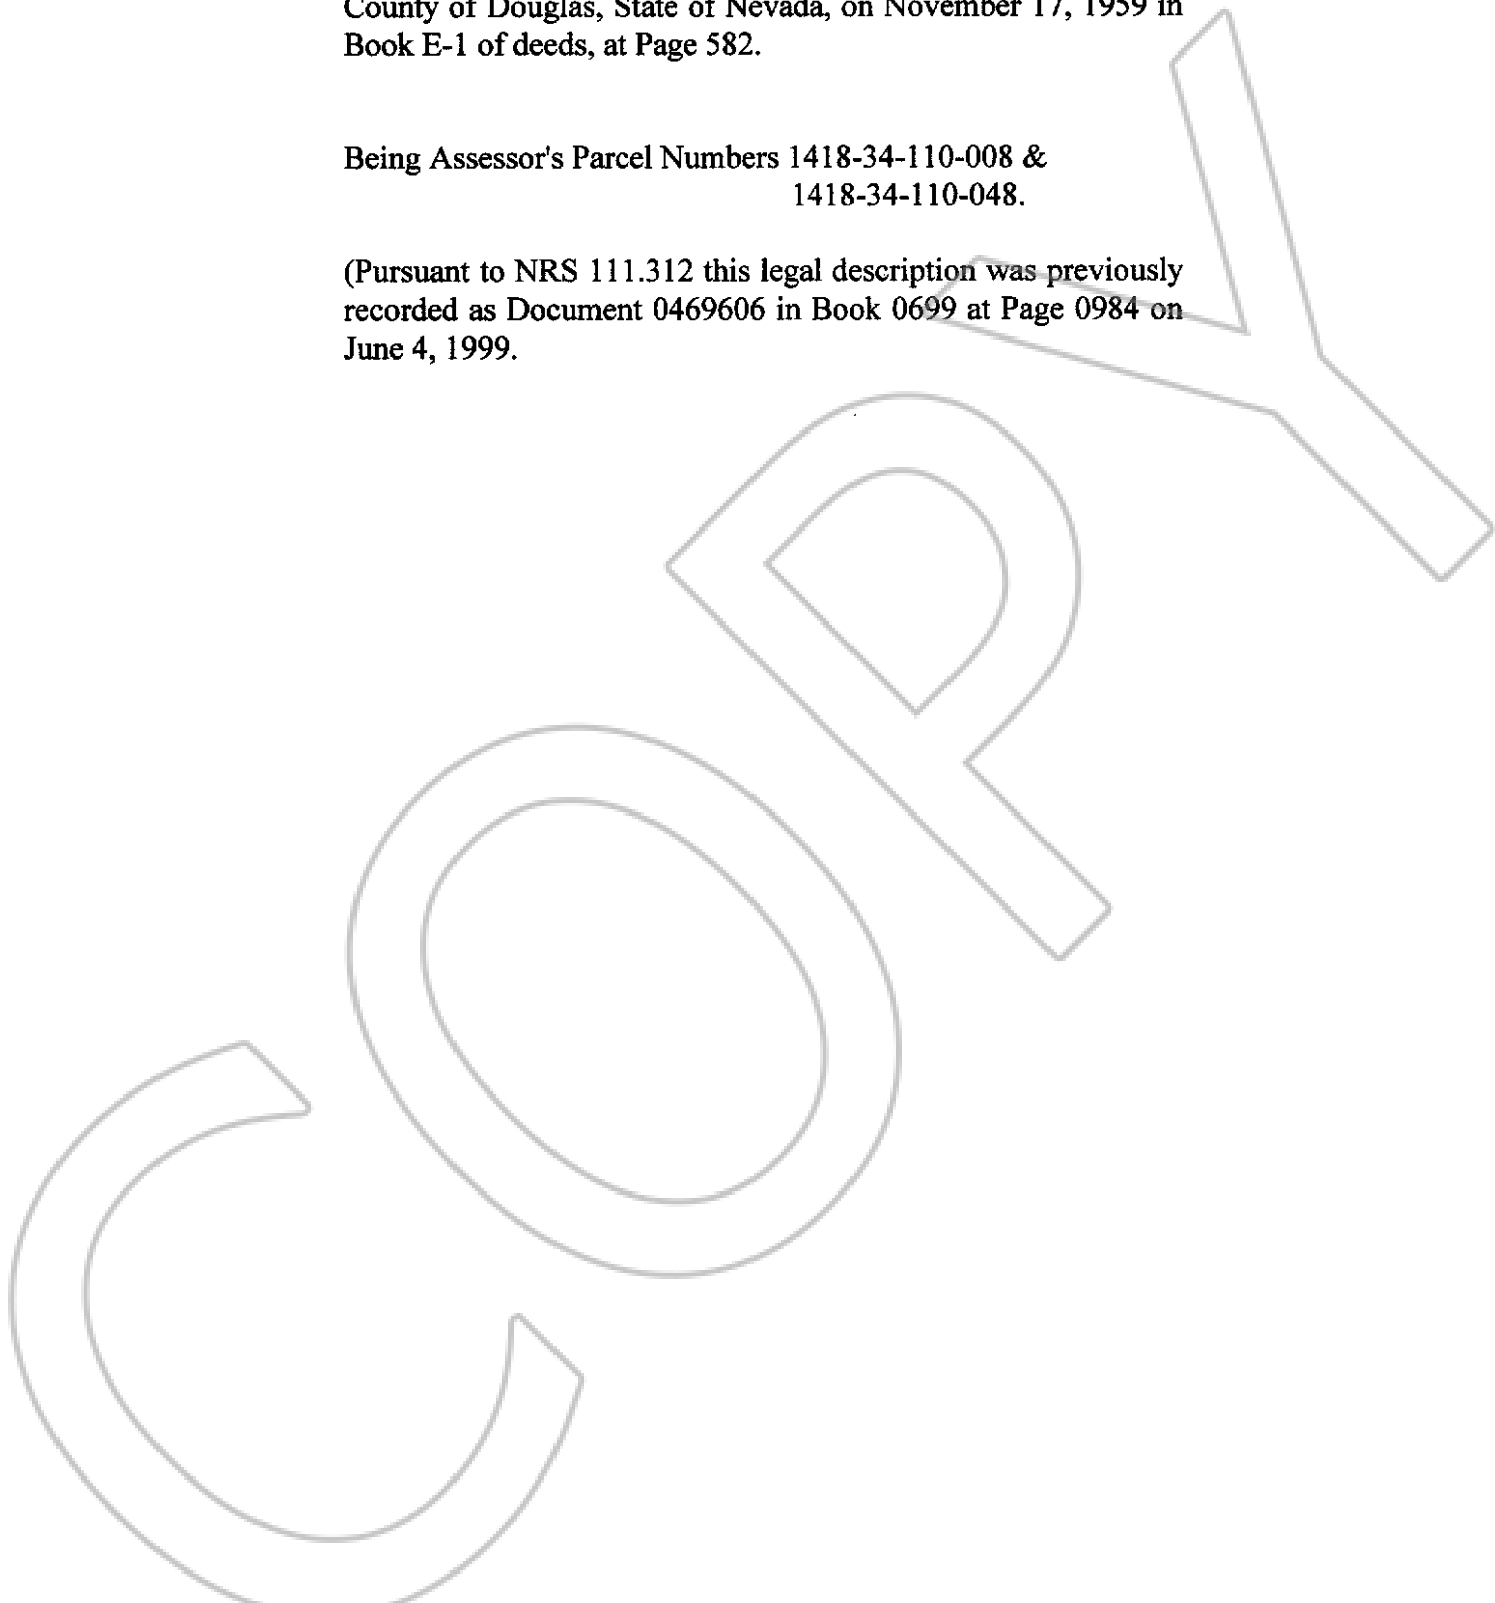 County of Douglas, State of Nevada, on November 17, 1959 in
Book E-1 of deeds, at Page 582.
Being Assessor's Parcel Numbers 1418-34-110-008 &
1418-34-110-048.
(Pursuant to NRS 111.312 this legal description was previously
recorded as Document 0469606 in Book 0699 at Page 0984 on
June 4, 1999.
COPY